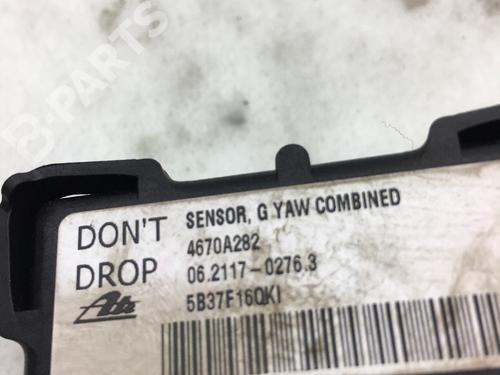 B-PARTS
DON'T
DROP
Ate
SENSOR, G YAW COMBINED
4670A282
06.2117-0276.3
5B37F16QKI